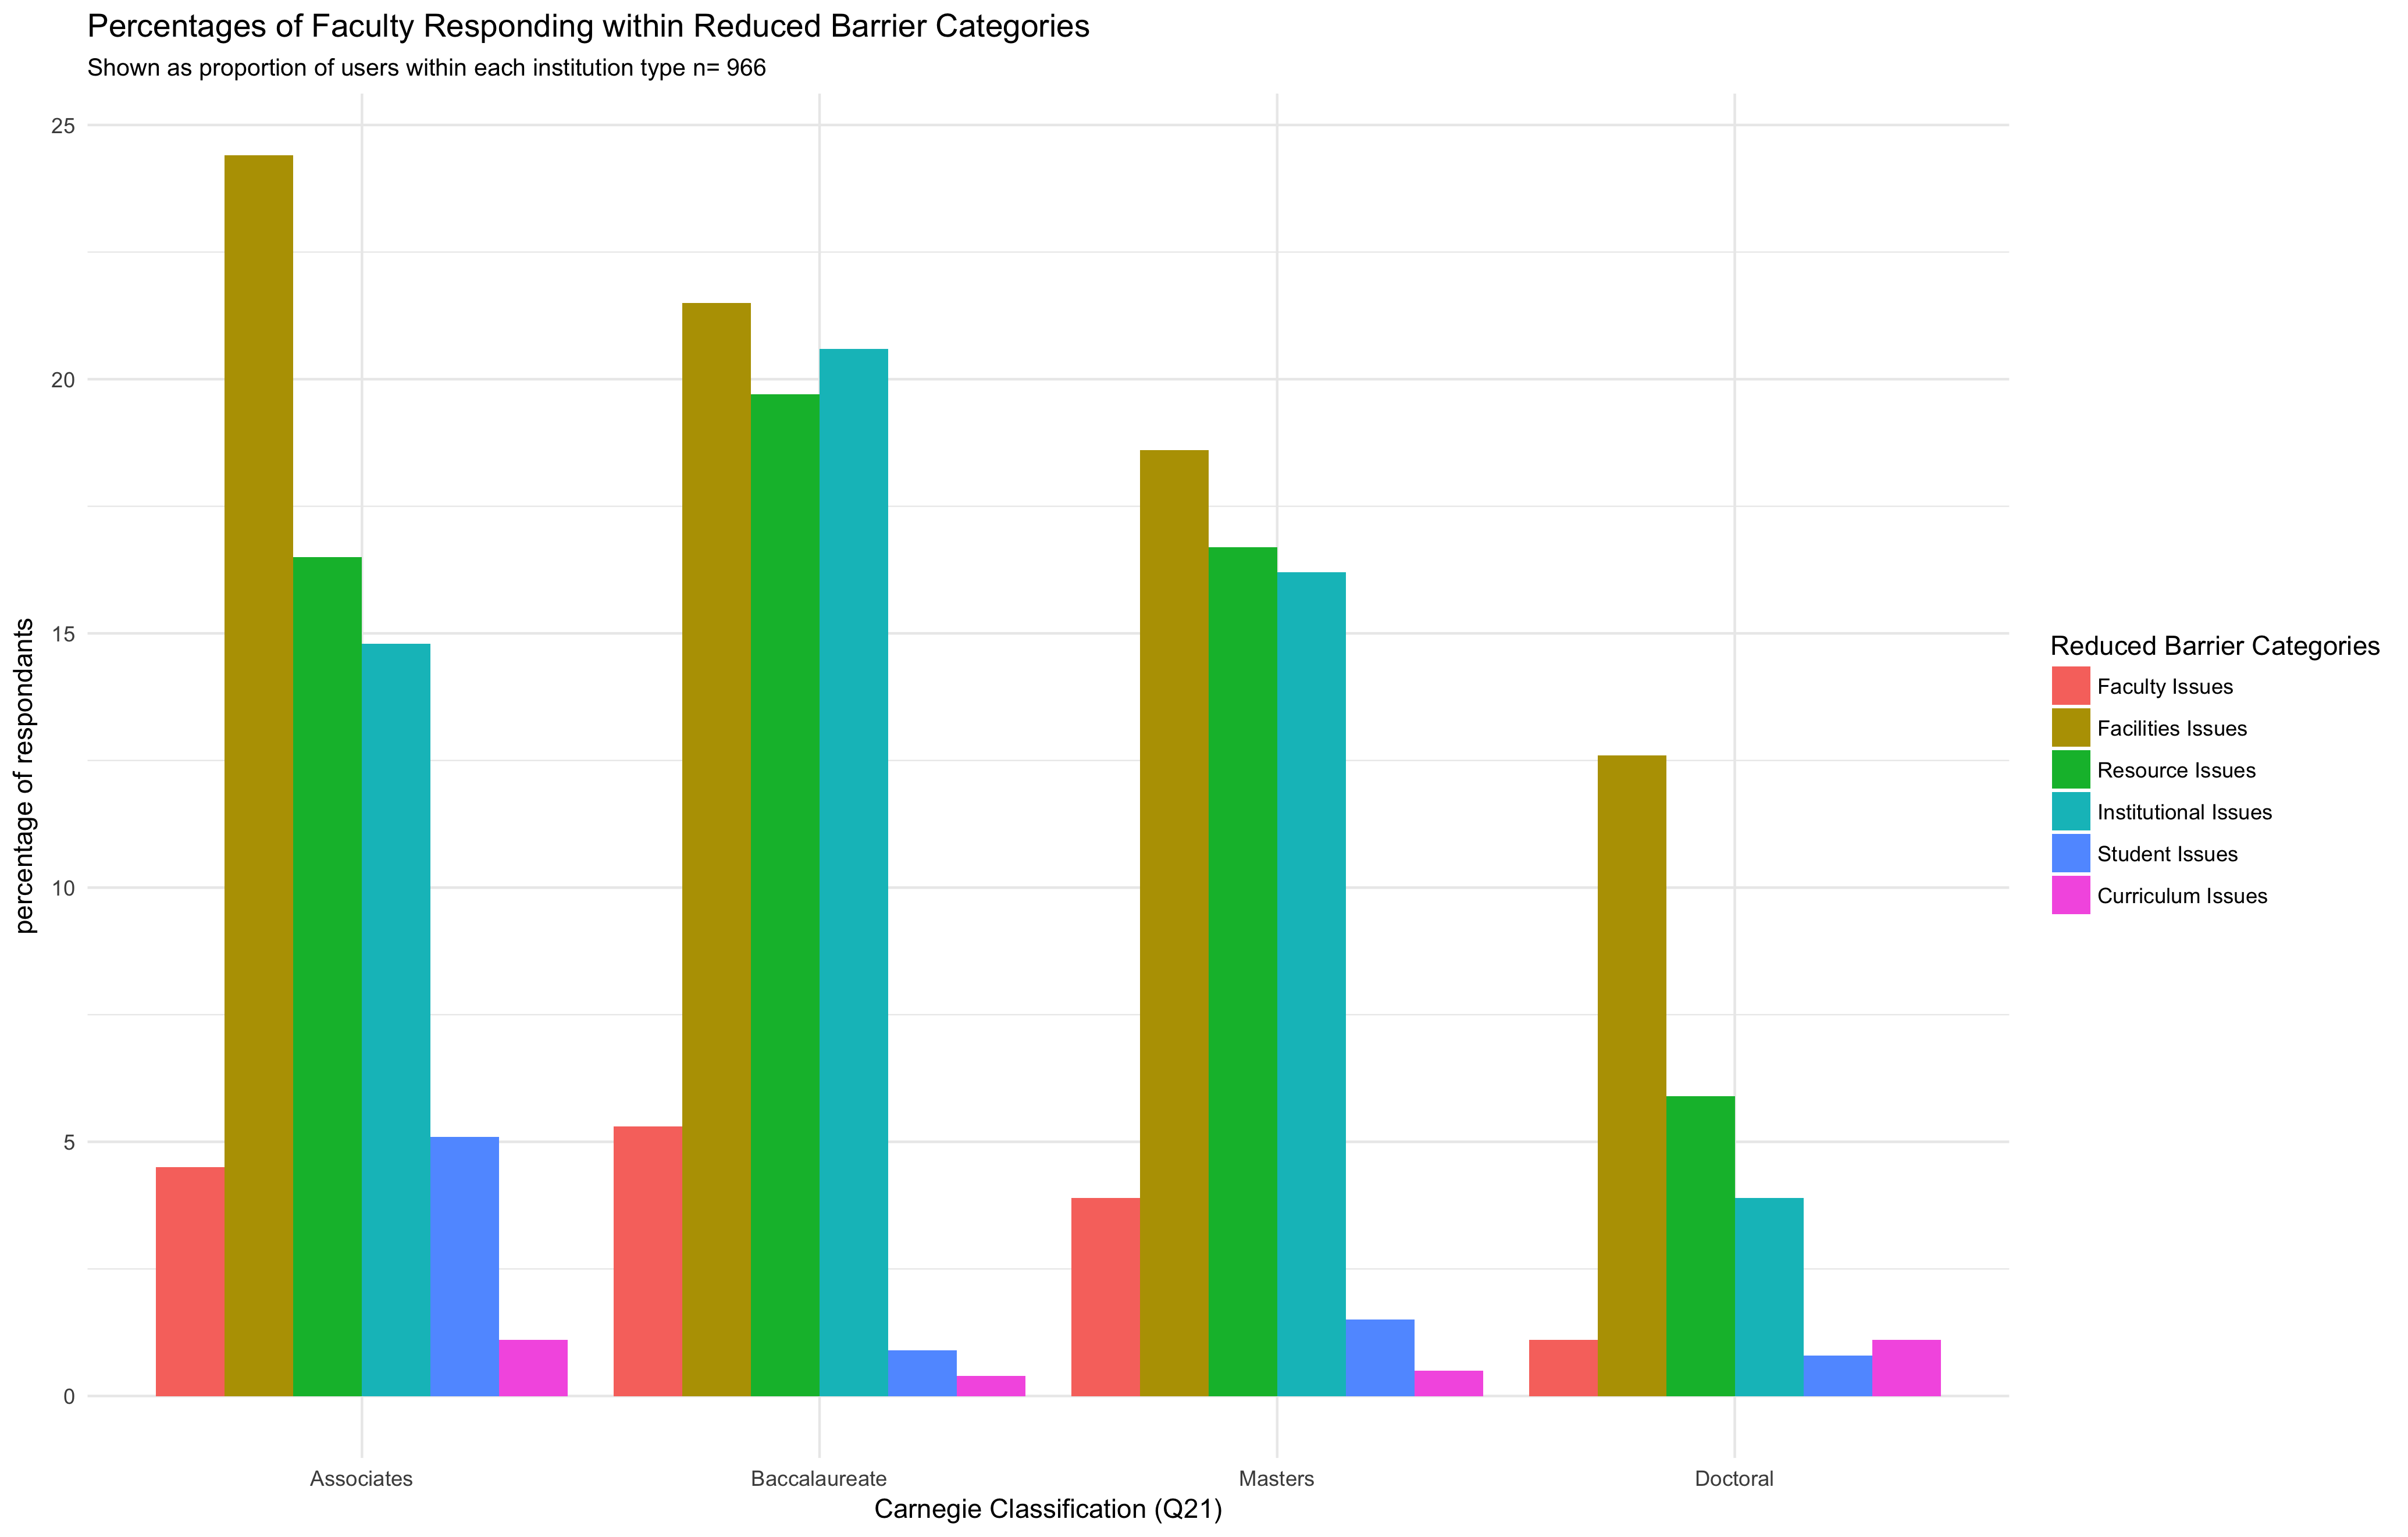 Percentages of Faculty Responding within Reduced Barrier Categories
Shown as proportion of users within each institution type n= 966
25
20
15
10
5
0
percentage of respondants
Associates
Baccalaureate
Masters
Doctoral
Carnegie Classification (Q21)
Reduced Barrier Categories
Faculty Issues
Facilities Issues
Resource Issues
Institutional Issues
Student Issues
Curriculum Issues